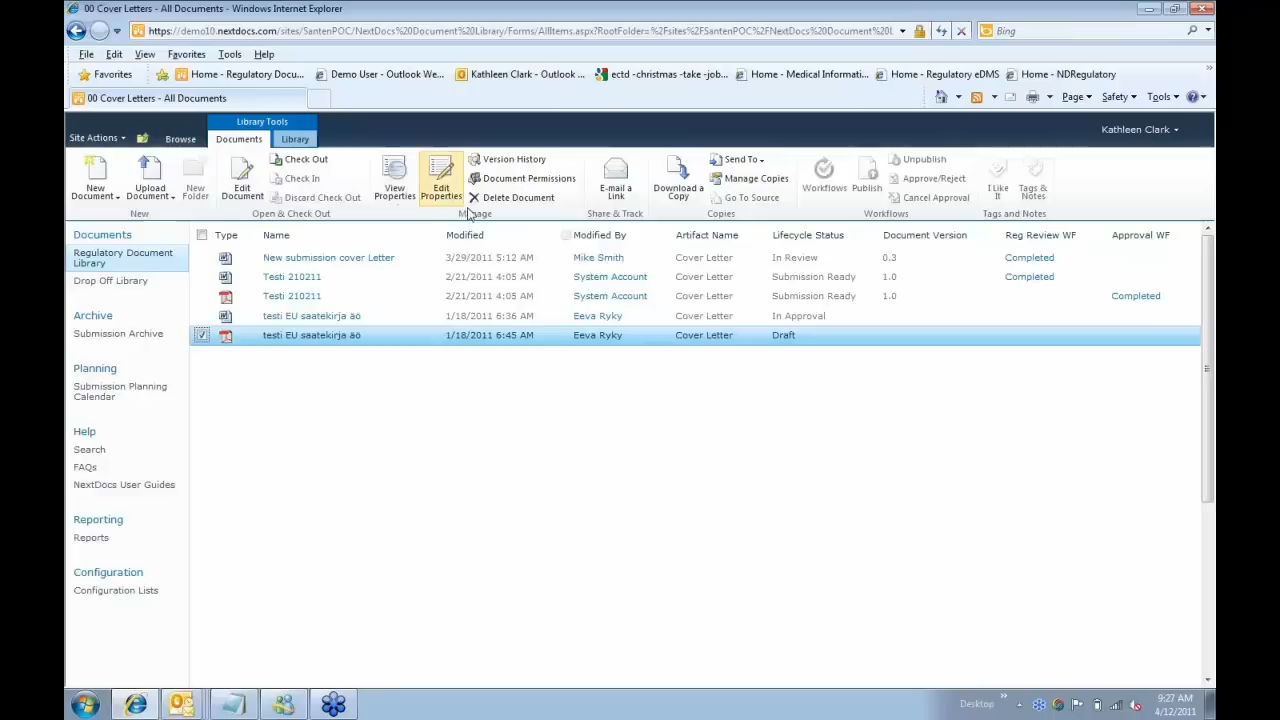 00 Cover Letters - All Documents - Windows Internet Explorer
https://demo10.nextdocs.com/sites/SantenPOC/NextDocs%20Document%20Library/Forms/AllItems.aspx?RootFolder=%2Fsites%2FSantenPOC%2FNextDocs%20Document%20L
Bing
File Edit View Favorites Tools Help
Favorites Home - Regulatory Docu... Demo User - Outlook We... Kathleen Clark - Outlook ... ectd -christmas -take -job... Home - Medical Informati... Home - Regulatory eDMS Home - NDRegulatory
00 Cover Letters - All Documents
Page Safety Tools
Library Tools
Site Actions Browse Documents Library Kathleen Clark
New Document
Upload Document
New Folder
New
Edit Document
Check Out
Check In
Discard Check Out
Open & Check Out
View Properties
Edit Properties
Version History
Document Permissions
Delete Document
Manage
E-mail a Link
Share & Track
Download a Copy
Send To
Manage Copies
Go To Source
Copies
Workflows
Publish
Unpublish
Approve/Reject
Cancel Approval
Workflows
I Like It
Tags & Notes
Tags and Notes
Documents
Regulatory Document Library
Drop Off Library
Archive
Submission Archive
Planning
Submission Planning Calendar
Help
Search
FAQs
NextDocs User Guides
Reporting
Reports
Configuration
Configuration Lists
Type Name Modified Modified By Artifact Name Lifecycle Status Document Version Reg Review WF Approval WF
New submission cover Letter 3/29/2011 5:12 AM Mike Smith Cover Letter In Review 0.3 Completed
Testi 210211 2/21/2011 4:05 AM System Account Cover Letter Submission Ready 1.0 Completed
Testi 210211 2/21/2011 4:05 AM System Account Cover Letter Submission Ready 1.0 Completed
testi EU saatekirja äö 1/18/2011 6:36 AM Eeva Ryky Cover Letter In Approval
testi EU saatekirja äö 1/18/2011 6:45 AM Eeva Ryky Cover Letter Draft
Desktop
9:27 AM
4/12/2011